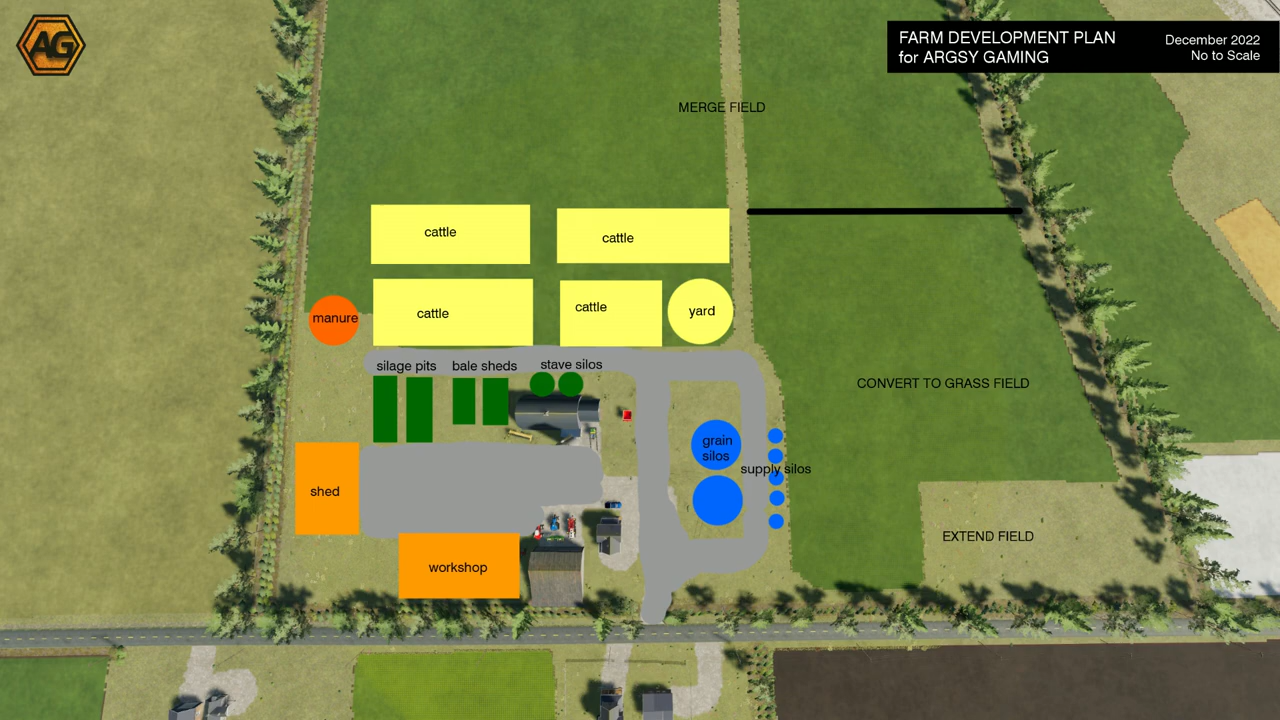 AG
FARM DEVELOPMENT PLAN
for ARGSY GAMING
December 2022
No to Scale
MERGE FIELD
cattle
cattle
cattle
cattle
yard
manure
silage pits
bale sheds
stave silos
CONVERT TO GRASS FIELD
grain
silos
supply silos
shed
EXTEND FIELD
workshop